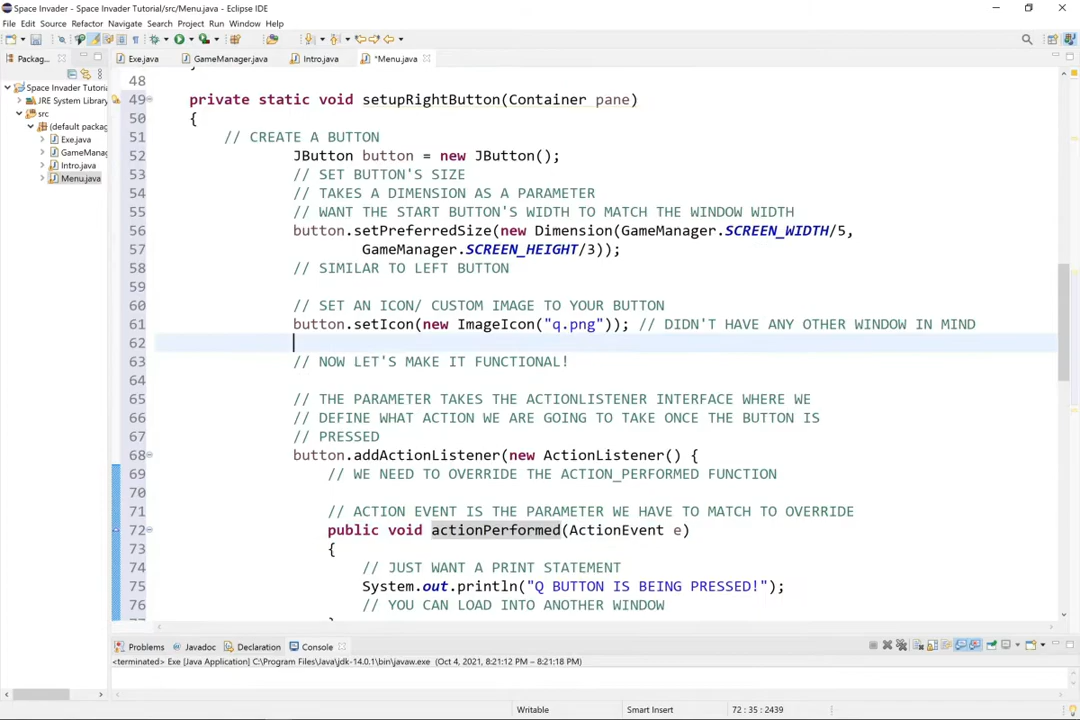 Space Invader - Space Invader Tutorial/src/Menu.java - Eclipse IDE
File Edit Source Refactor Navigate Search Project Run Window Help
Packag... Exe.java GameManager.java Intro.java *Menu.java
Space Invader Tutoria
JRE System Library
src
(default packag
Exe.java
GameManag
Intro.java
Menu.java
48
49 private static void setupRightButton(Container pane)
50 {
51 // CREATE A BUTTON
52 JButton button = new JButton();
53 // SET BUTTON'S SIZE
54 // TAKES A DIMENSION AS A PARAMETER
55 // WANT THE START BUTTON'S WIDTH TO MATCH THE WINDOW WIDTH
56 button.setPreferredSize(new Dimension(GameManager.SCREEN_WIDTH/5,
57 GameManager.SCREEN_HEIGHT/3));
58 // SIMILAR TO LEFT BUTTON
59
60 // SET AN ICON/ CUSTOM IMAGE TO YOUR BUTTON
61 button.setIcon(new ImageIcon("q.png")); // DIDN'T HAVE ANY OTHER WINDOW IN MIND
62
63 // NOW LET'S MAKE IT FUNCTIONAL!
64
65 // THE PARAMETER TAKES THE ACTIONLISTENER INTERFACE WHERE WE
66 // DEFINE WHAT ACTION WE ARE GOING TO TAKE ONCE THE BUTTON IS
67 // PRESSED
68 button.addActionListener(new ActionListener() {
69 // WE NEED TO OVERRIDE THE ACTION_PERFORMED FUNCTION
70
71 // ACTION EVENT IS THE PARAMETER WE HAVE TO MATCH TO OVERRIDE
72 public void actionPerformed(ActionEvent e)
73 {
74 // JUST WANT A PRINT STATEMENT
75 System.out.println("Q BUTTON IS BEING PRESSED!");
76 // YOU CAN LOAD INTO ANOTHER WINDOW
Problems Javadoc Declaration Console
<terminated> Exe [Java Application] C:\Program Files\Java\jdk-14.0.1\bin\javaw.exe (Oct 4, 2021, 8:21:12 PM – 8:21:18 PM)
Writable Smart Insert 72 : 35 : 2439